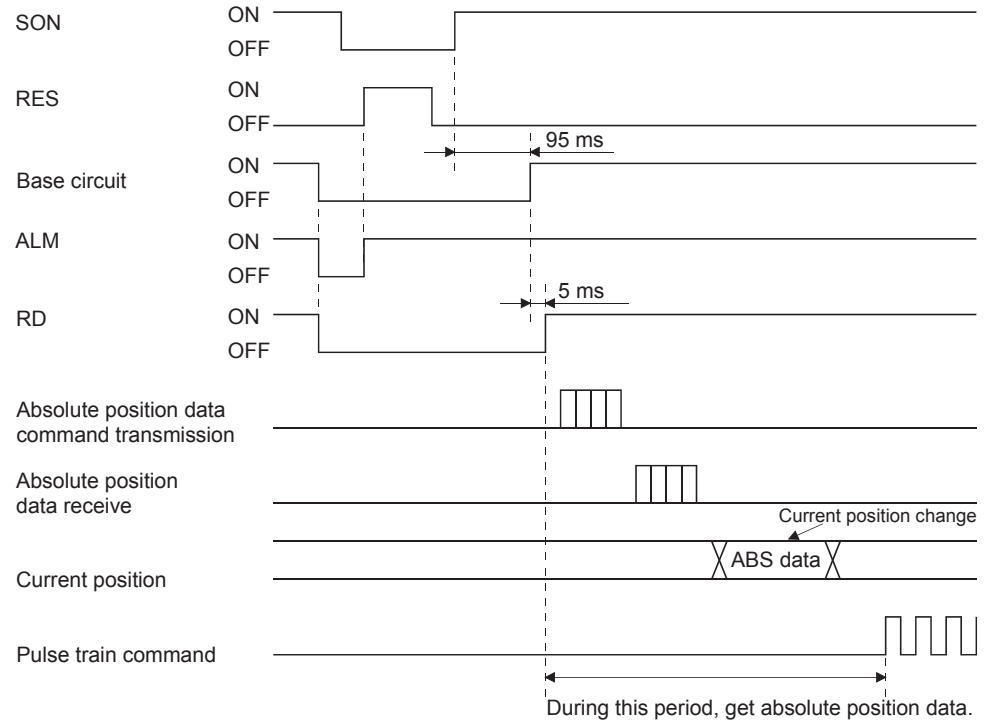 SON
ON
OFF
RES
ON
OFF
95 ms
Base circuit
ON
OFF
ALM
ON
OFF
5 ms
RD
ON
OFF
Absolute position data
command transmission
Absolute position
data receive
Current position change
ABS data
Current position
Pulse train command
During this period, get absolute position data.